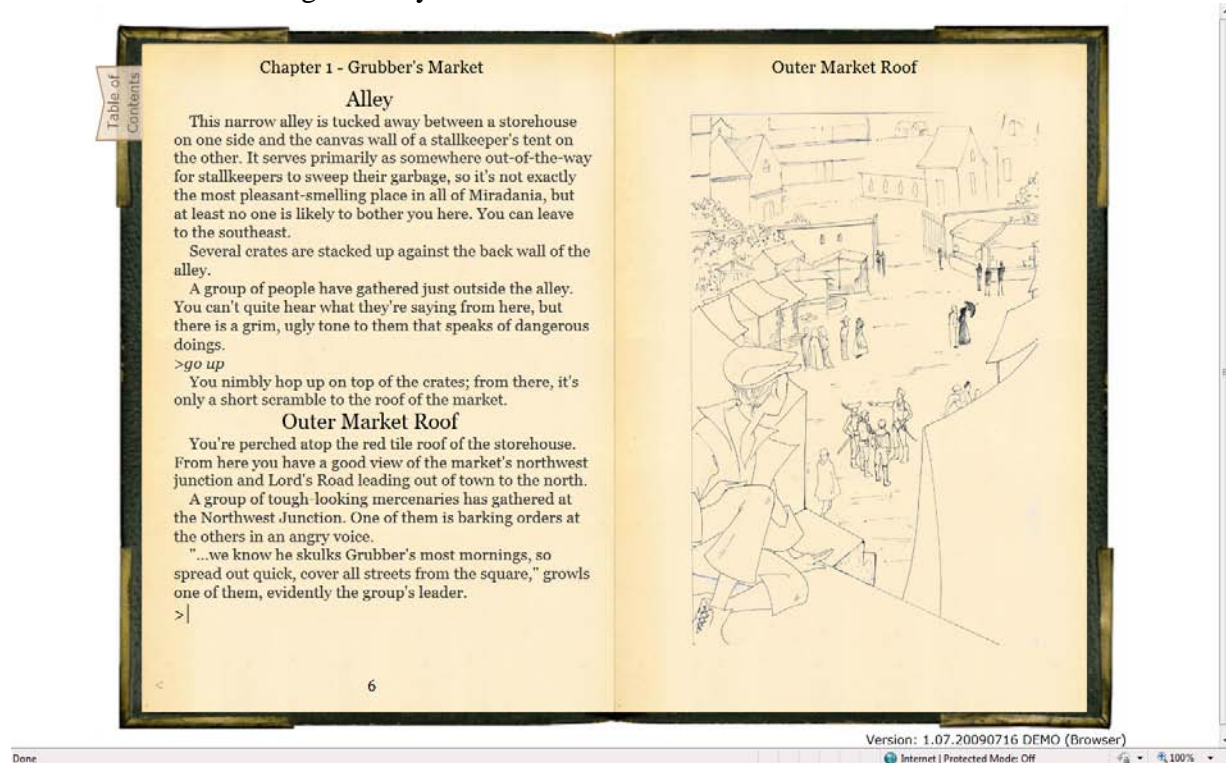 Table of
Contents
Chapter 1 - Grubber's Market
Alley
This narrow alley is tucked away between a storehouse
on one side and the canvas wall of a stallkeeper's tent on
the other. It serves primarily as somewhere out-of-the-way
for stallkeepers to sweep their garbage, so it's not exactly
the most pleasant-smelling place in all of Miradania, but
at least no one is likely to bother you here. You can leave
to the southeast.
Several crates are stacked up against the back wall of the
alley.
A group of people have gathered just outside the alley.
You can't quite hear what they're saying from here, but
there is a grim, ugly tone to them that speaks of dangerous
doings.
>go up
You nimbly hop up on top of the crates; from there, it's
only a short scramble to the roof of the market.
Outer Market Roof
You're perched atop the red tile roof of the storehouse.
From here you have a good view of the market's northwest
junction and Lord's Road leading out of town to the north.
A group of tough-looking mercenaries has gathered at
the Northwest Junction. One of them is barking orders at
the others in an angry voice.
"...we know he skulks Grubber's most mornings, so
spread out quick, cover all streets from the square," growls
one of them, evidently the group's leader.
>
<
6
Outer Market Roof
Version: 1.07.20090716 DEMO (Browser)
Done
Internet | Protected Mode: Off
100%